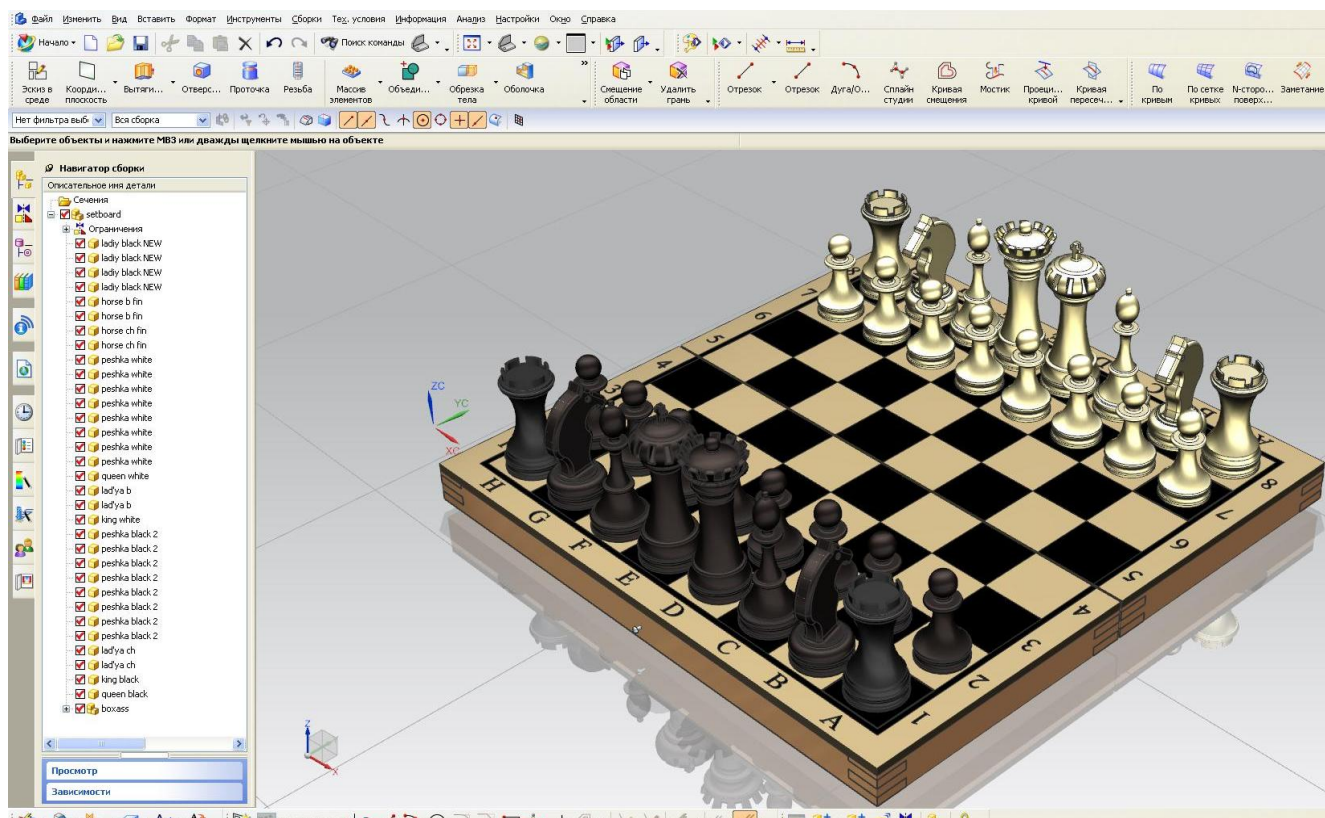 Файл Изменить Вид Вставить Формат Инструменты Сборки Тех. условия Информация Анализ Настройки Окно Справка
Начало Поиск команды
Эскиз в среде Коорди... плоскость Вытяги... Отверс... Проточка Резьба Массив элементов Объеди... Обрезка тела Оболочка Смещение области Удалить грань Отрезок Отрезок Дуга/О... Сплайн студии Кривая смещения Мостик Проеци... кривой Кривая пересеч... По кривым По сетке кривых N-сторо... поверх... Заметание
Нет фильтра выб Вся сборка
Выберите объекты и нажмите МВ3 или дважды щелкните мышью на объекте
Навигатор сборки
Описательное имя детали
Сечения
setboard
Ограничения
ladiy black NEW
ladiy black NEW
ladiy black NEW
ladiy black NEW
horse b fin
horse b fin
horse ch fin
horse ch fin
peshka white
peshka white
peshka white
peshka white
peshka white
peshka white
peshka white
peshka white
queen white
lad'ya b
lad'ya b
king white
peshka black 2
peshka black 2
peshka black 2
peshka black 2
peshka black 2
peshka black 2
peshka black 2
peshka black 2
lad'ya ch
lad'ya ch
king black
queen black
boxass
Просмотр
Зависимости
ZC
YC
XC
Z
X
7
6
5
4
3
H
G
F
E
D
C
B
A
1
2
3
4
5
6
7
8
A
B
C
D